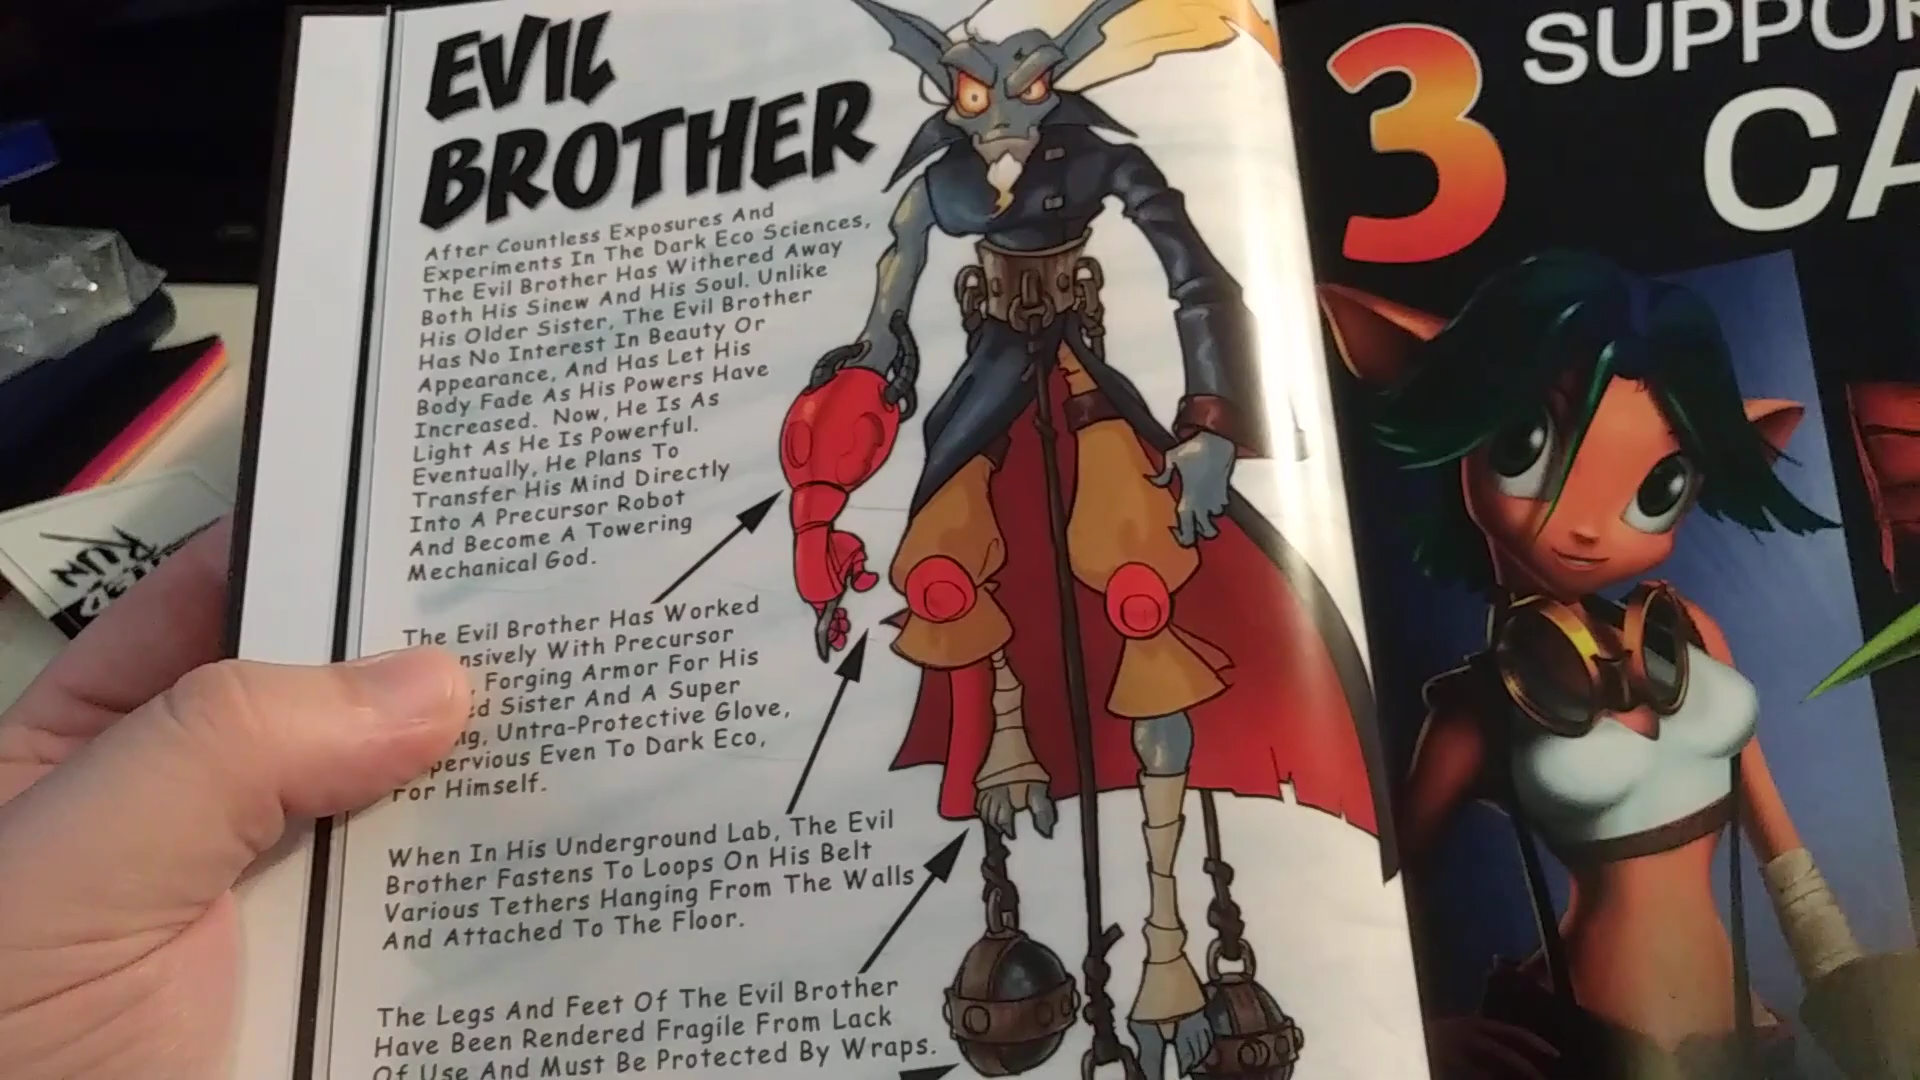 EVIL
BROTHER
After Countless Exposures And
Experiments In The Dark Eco Sciences,
The Evil Brother Has Withered Away
Both His Sinew And His Soul. Unlike
His Older Sister, The Evil Brother
Has No Interest In Beauty Or
Appearance, And Has Let His
Body Fade As His Powers Have
Increased. Now, He Is As
Light As He Is Powerful.
Eventually, He Plans To
Transfer His Mind Directly
Into A Precursor Robot
And Become A Towering
Mechanical God.
The Evil Brother Has Worked
nsively With Precursor
, Forging Armor For His
ed Sister And A Super
ng, Untra-Protective Glove,
pervious Even To Dark Eco,
For Himself.
When In His Underground Lab, The Evil
Brother Fastens To Loops On His Belt
Various Tethers Hanging From The Walls
And Attached To The Floor.
The Legs And Feet Of The Evil Brother
Have Been Rendered Fragile From Lack
Of Use And Must Be Protected By Wraps.
3 SUPPOR
CA
RUN